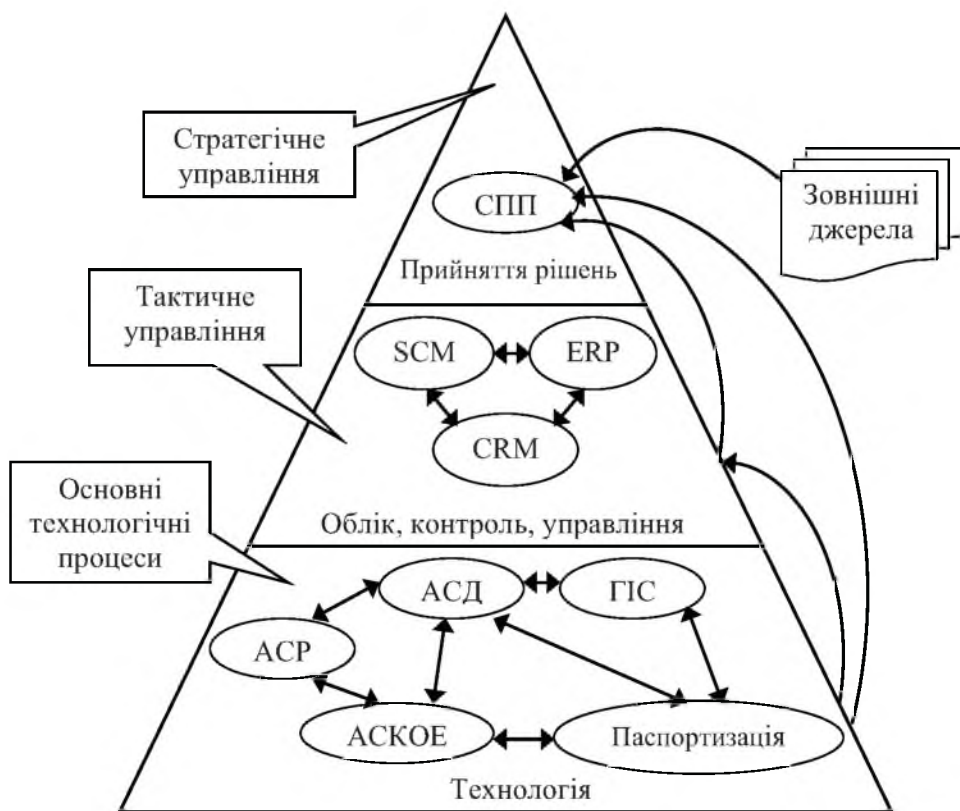 Стратегічне
управління
СПП
Зовнішні
джерела
Прийняття рішень
Тактичне
управління
SCM
ERP
CRM
Основні
технологічні
процеси
Облік, контроль, управління
АСД
ГІС
АСР
АСКОЕ
Паспортизація
Технологія